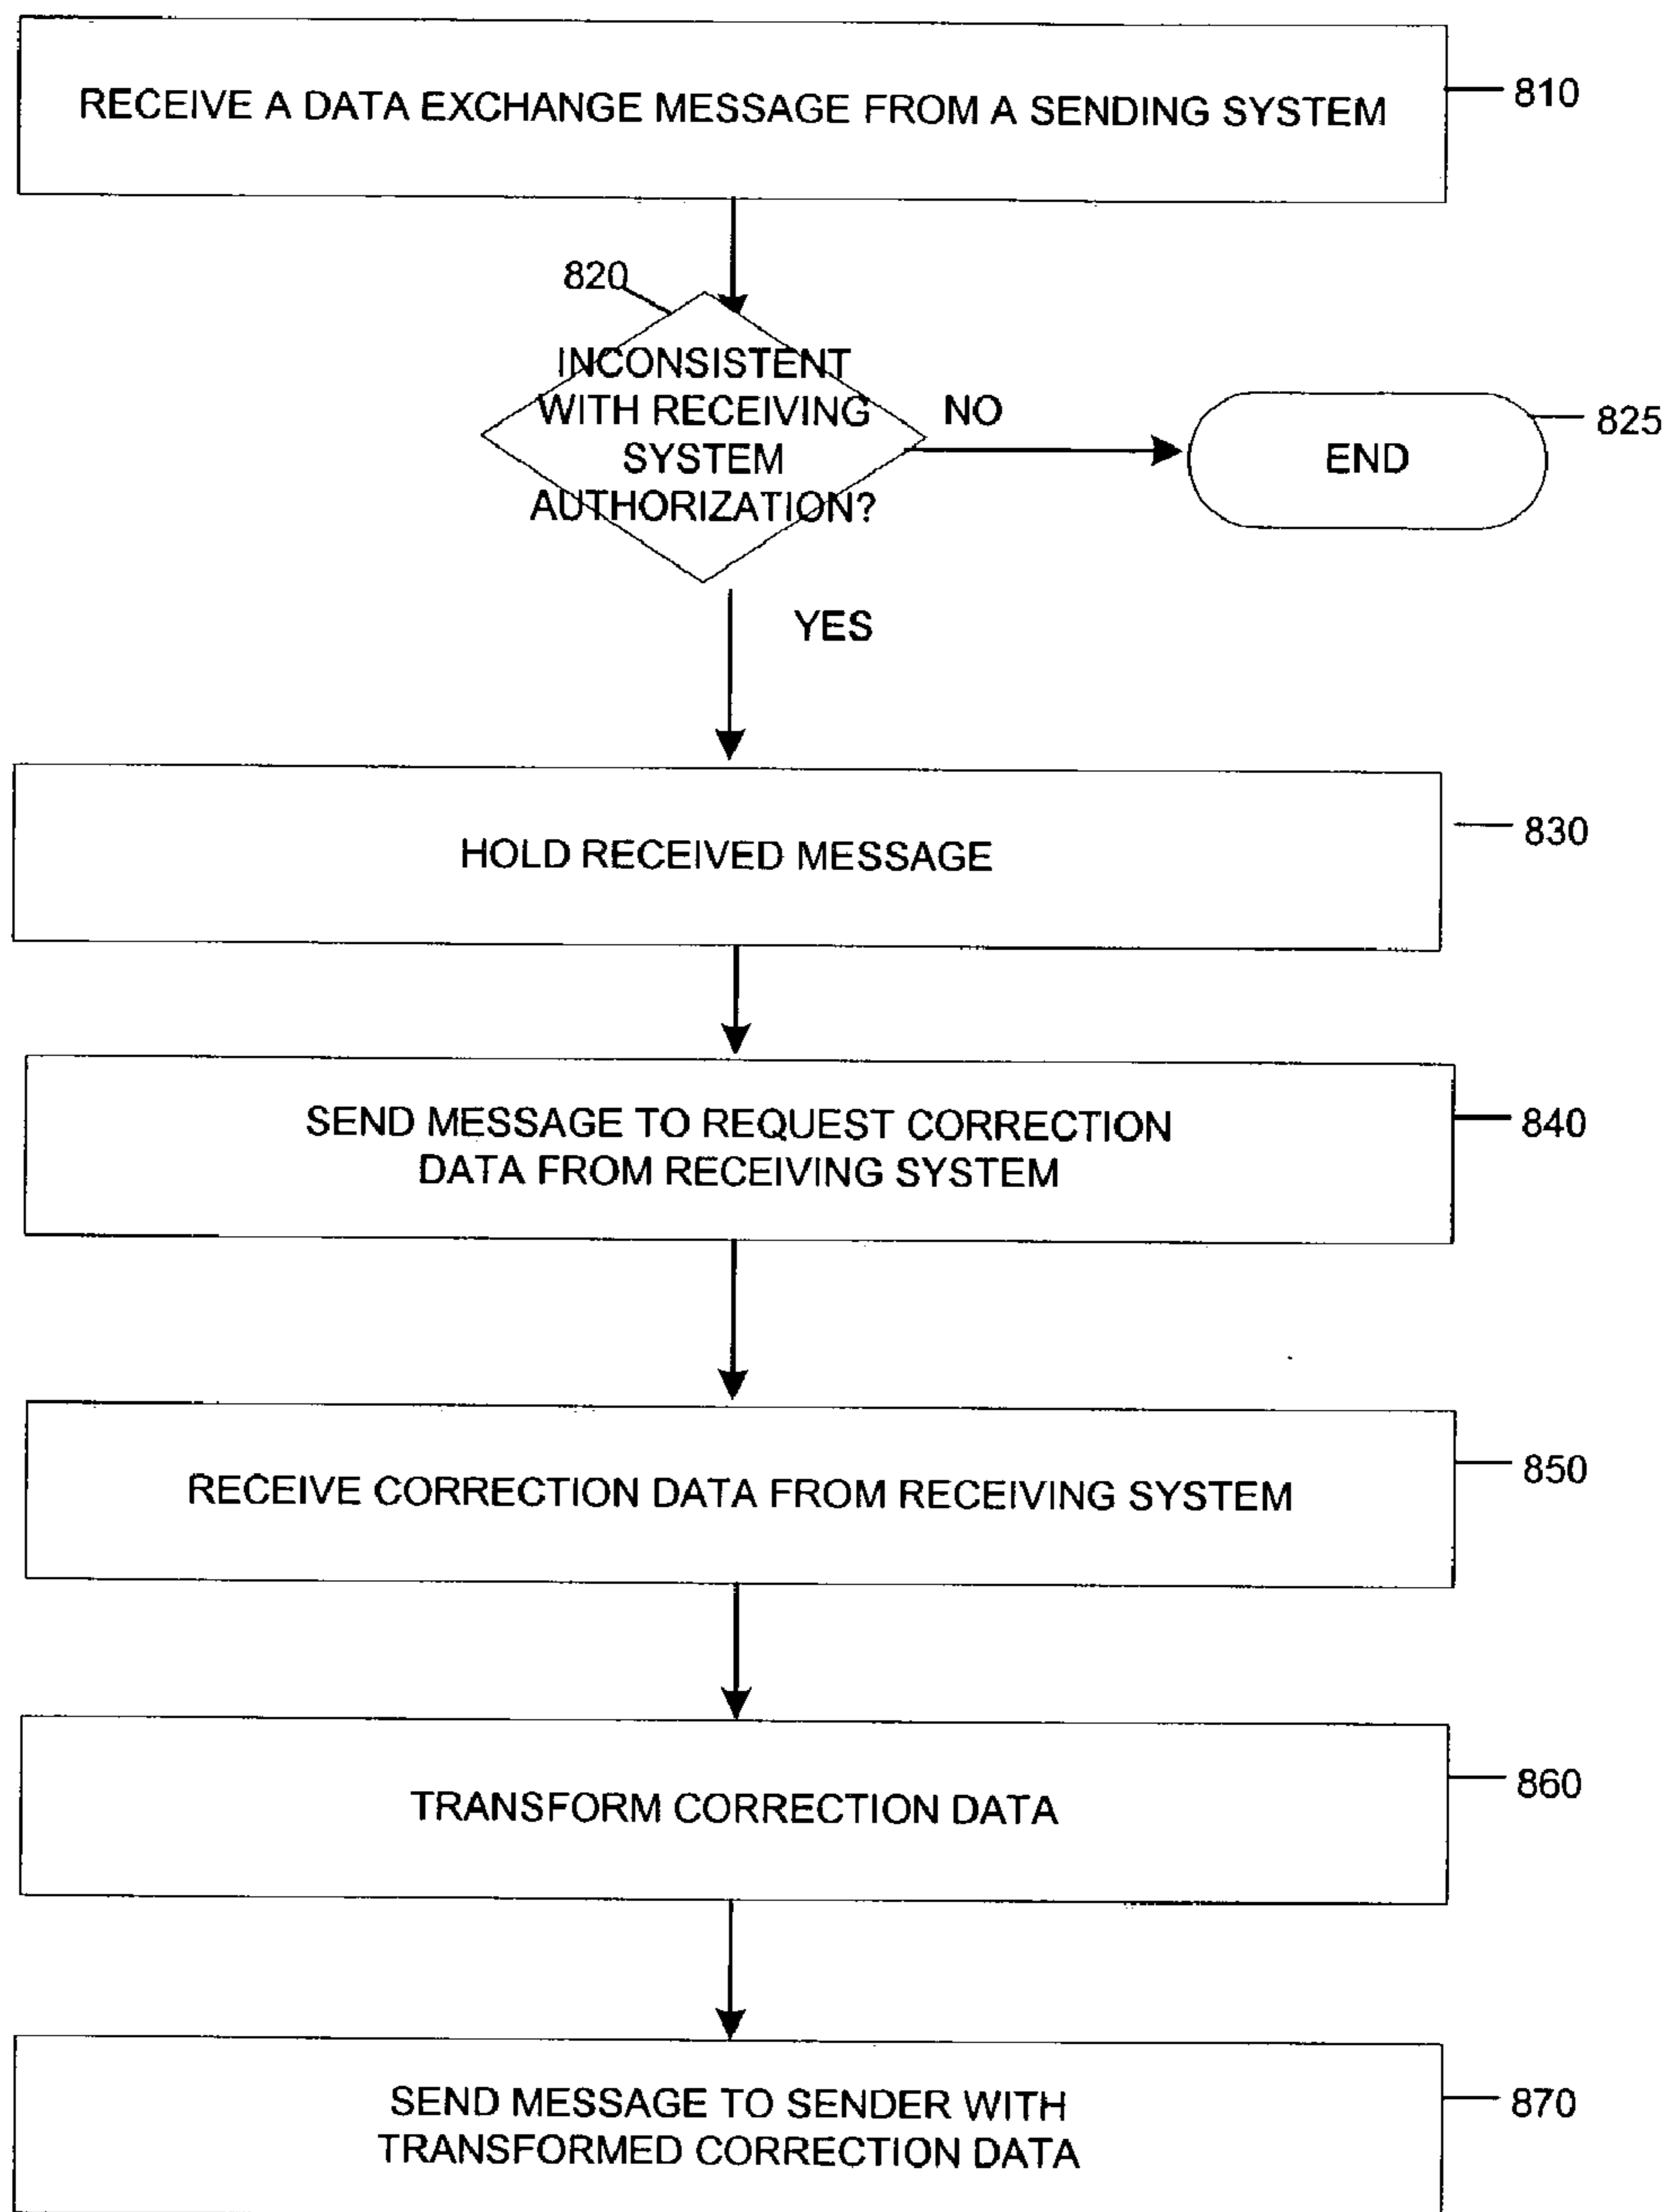 RECEIVE A DATA EXCHANGE MESSAGE FROM A SENDING SYSTEM
810
820
INCONSISTENT
WITH RECEIVING
SYSTEM
AUTHORIZATION?
NO
END
825
YES
HOLD RECEIVED MESSAGE
830
SEND MESSAGE TO REQUEST CORRECTION
DATA FROM RECEIVING SYSTEM
840
RECEIVE CORRECTION DATA FROM RECEIVING SYSTEM
850
TRANSFORM CORRECTION DATA
860
SEND MESSAGE TO SENDER WITH
TRANSFORMED CORRECTION DATA
870